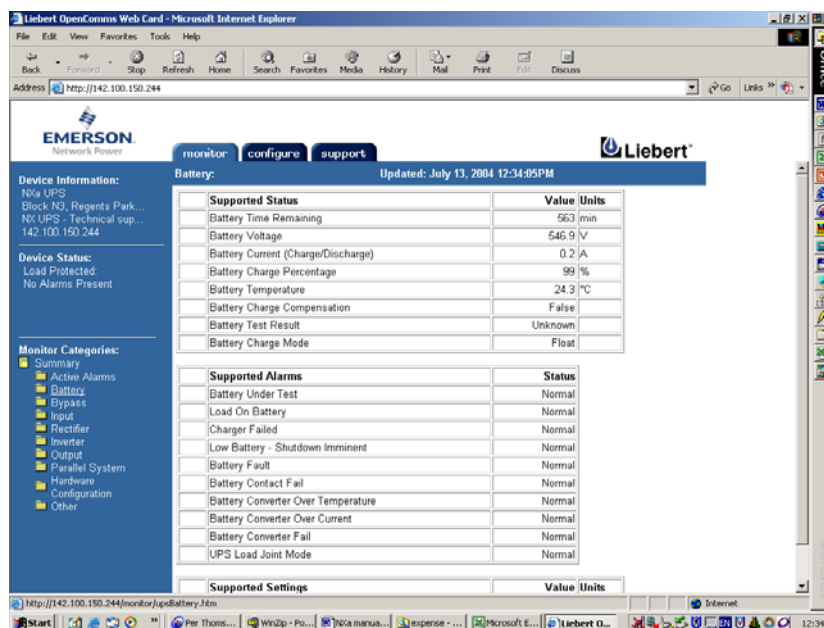 Liebert OpenComms Web Card - Microsoft Internet Explorer
File Edit View Favorites Tools Help
Back Forward Stop Refresh Home Search Favorites Media History Mail Print Edit Discuss
Address http://142.100.150.244 Go Links »
EMERSON
Network Power
monitor configure support
Liebert
Battery: Updated: July 13, 2004 12:34:05PM
Device Information:
NXa UPS
Block N3, Regents Park...
NX UPS - Technical sup...
142.100.150.244
Device Status:
Load Protected:
No Alarms Present
Monitor Categories:
Summary
Active Alarms
Battery
Bypass
Input
Rectifier
Inverter
Output
Parallel System
Hardware
Configuration
Other
Supported Status Value Units
Battery Time Remaining 563 min
Battery Voltage 546.9 V
Battery Current (Charge/Discharge) 0.2 A
Battery Charge Percentage 99 %
Battery Temperature 24.3 °C
Battery Charge Compensation False
Battery Test Result Unknown
Battery Charge Mode Float
Supported Alarms Status
Battery Under Test Normal
Load On Battery Normal
Charger Failed Normal
Low Battery - Shutdown Imminent Normal
Battery Fault Normal
Battery Contact Fail Normal
Battery Converter Over Temperature Normal
Battery Converter Over Current Normal
Battery Converter Fail Normal
UPS Load Joint Mode Normal
Supported Settings Value Units
http://142.100.150.244/monitor/upsBattery.htm Internet
Start » Per Thoms... WinZip - Po... NXa manua... expense - ... Microsoft E... Liebert O... 12:34